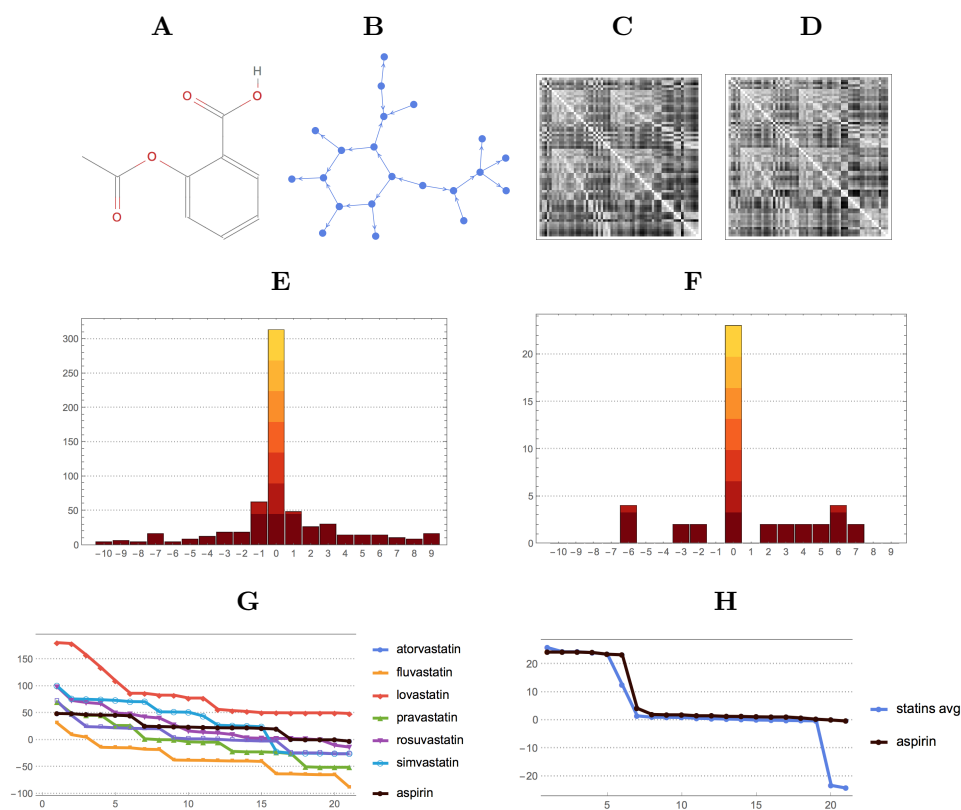 A B C D
H
O O
O
O
E F
300
250
200
150
100
50
0
−10 −9 −8 −7 −6 −5 −4 −3 −2 −1 0 1 2 3 4 5 6 7 8 9
20
15
10
5
0
−10 −9 −8 −7 −6 −5 −4 −3 −2 −1 0 1 2 3 4 5 6 7 8 9
G H
150
100
50
0
−50
−100
0 5 10 15 20
atorvastatin
fluvastatin
lovastatin
pravastatin
rosuvastatin
simvastatin
aspirin
20
10
0
−10
−20
5 10 15 20
statins avg
aspirin